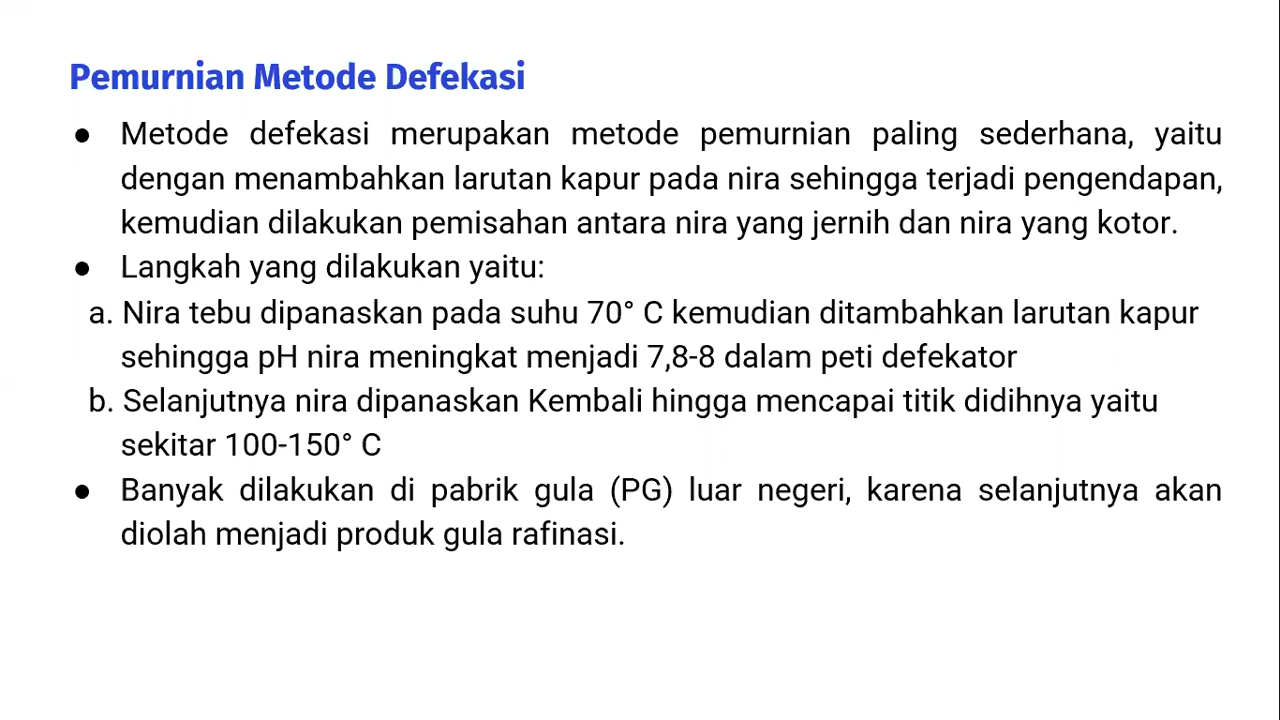 Pemurnian Metode Defekasi
● Metode defekasi merupakan metode pemurnian paling sederhana, yaitu
dengan menambahkan larutan kapur pada nira sehingga terjadi pengendapan,
kemudian dilakukan pemisahan antara nira yang jernih dan nira yang kotor.
● Langkah yang dilakukan yaitu:
a. Nira tebu dipanaskan pada suhu 70° C kemudian ditambahkan larutan kapur
sehingga pH nira meningkat menjadi 7,8-8 dalam peti defekator
b. Selanjutnya nira dipanaskan Kembali hingga mencapai titik didihnya yaitu
sekitar 100-150° C
● Banyak dilakukan di pabrik gula (PG) luar negeri, karena selanjutnya akan
diolah menjadi produk gula rafinasi.